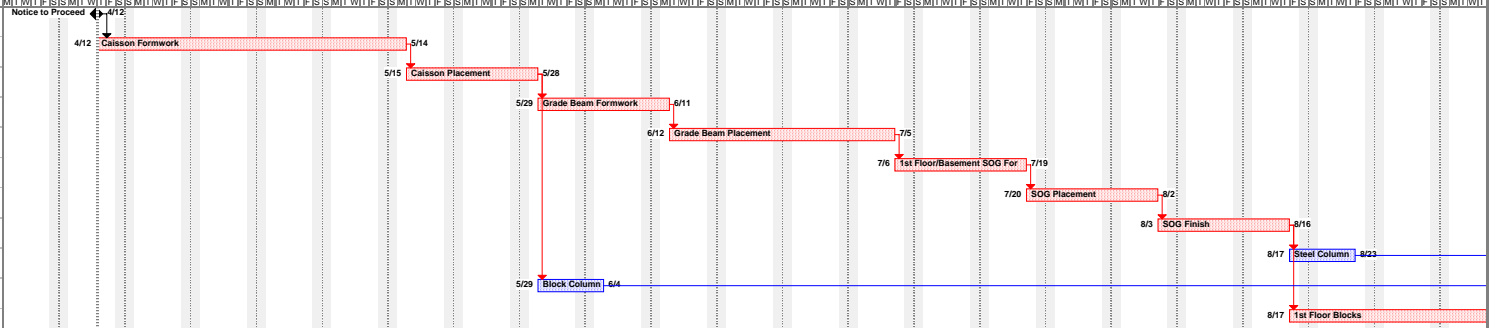 Notice to Proceed 4/12
4/12 Caisson Formwork 5/14
5/15 Caisson Placement 5/28
5/29 Grade Beam Formwork 6/11
6/12 Grade Beam Placement 7/5
7/6 1st Floor/Basement SOG For 7/19
7/20 SOG Placement 8/2
8/3 SOG Finish 8/16
8/17 Steel Column 8/23
5/29 Block Column 6/4
8/17 1st Floor Blocks